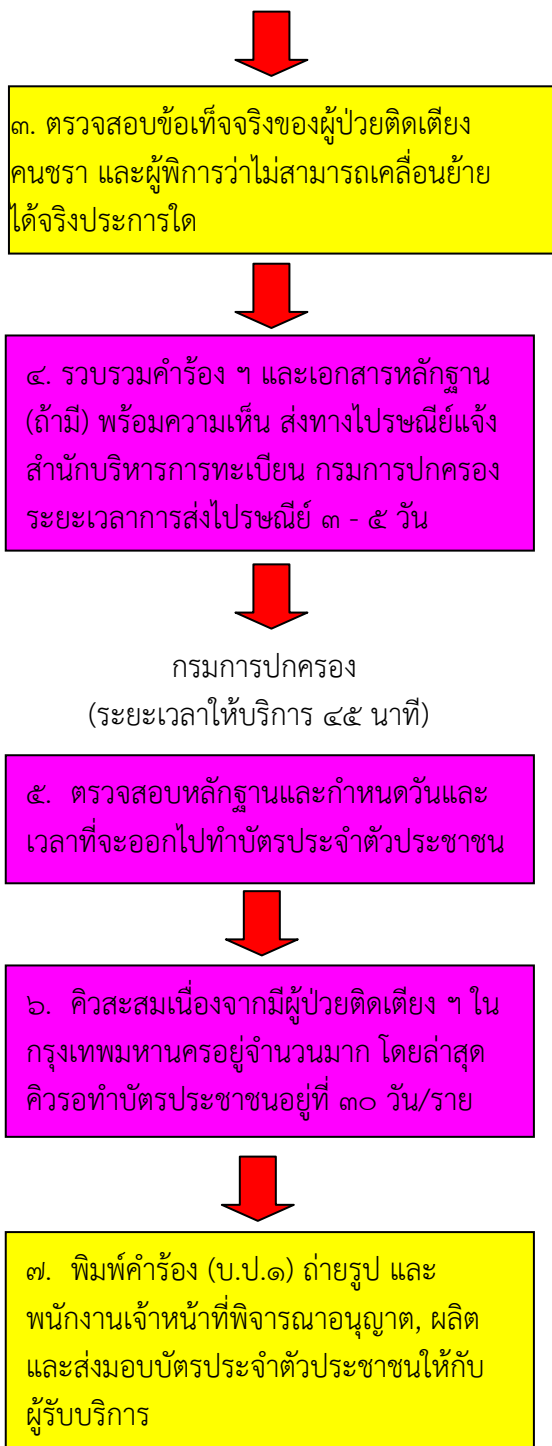 ๓. ตรวจสอบข้อเท็จจริงของผู้ป่วยติดเตียง
คนชรา และผู้พิการว่าไม่สามารถเคลื่อนย้าย
ได้จริงประการใด
๔. รวบรวมคำร้อง ฯ และเอกสารหลักฐาน
(ถ้ามี) พร้อมความเห็น ส่งทางไปรษณีย์แจ้ง
สำนักบริหารการทะเบียน กรมการปกครอง
ระยะเวลาการส่งไปรษณีย์ ๓ - ๕ วัน
กรมการปกครอง
(ระยะเวลาให้บริการ ๔๕ นาที)
๕. ตรวจสอบหลักฐานและกำหนดวันและ
เวลาที่จะออกไปทำบัตรประจำตัวประชาชน
๖. คิวสะสมเนื่องจากมีผู้ป่วยติดเตียง ฯ ใน
กรุงเทพมหานครอยู่จำนวนมาก โดยล่าสุด
คิวรอทำบัตรประชาชนอยู่ที่ ๓๐ วัน/ราย
๗. พิมพ์คำร้อง (บ.ป.๑) ถ่ายรูป และ
พนักงานเจ้าหน้าที่พิจารณาอนุญาต, ผลิต
และส่งมอบบัตรประจำตัวประชาชนให้กับ
ผู้รับบริการ